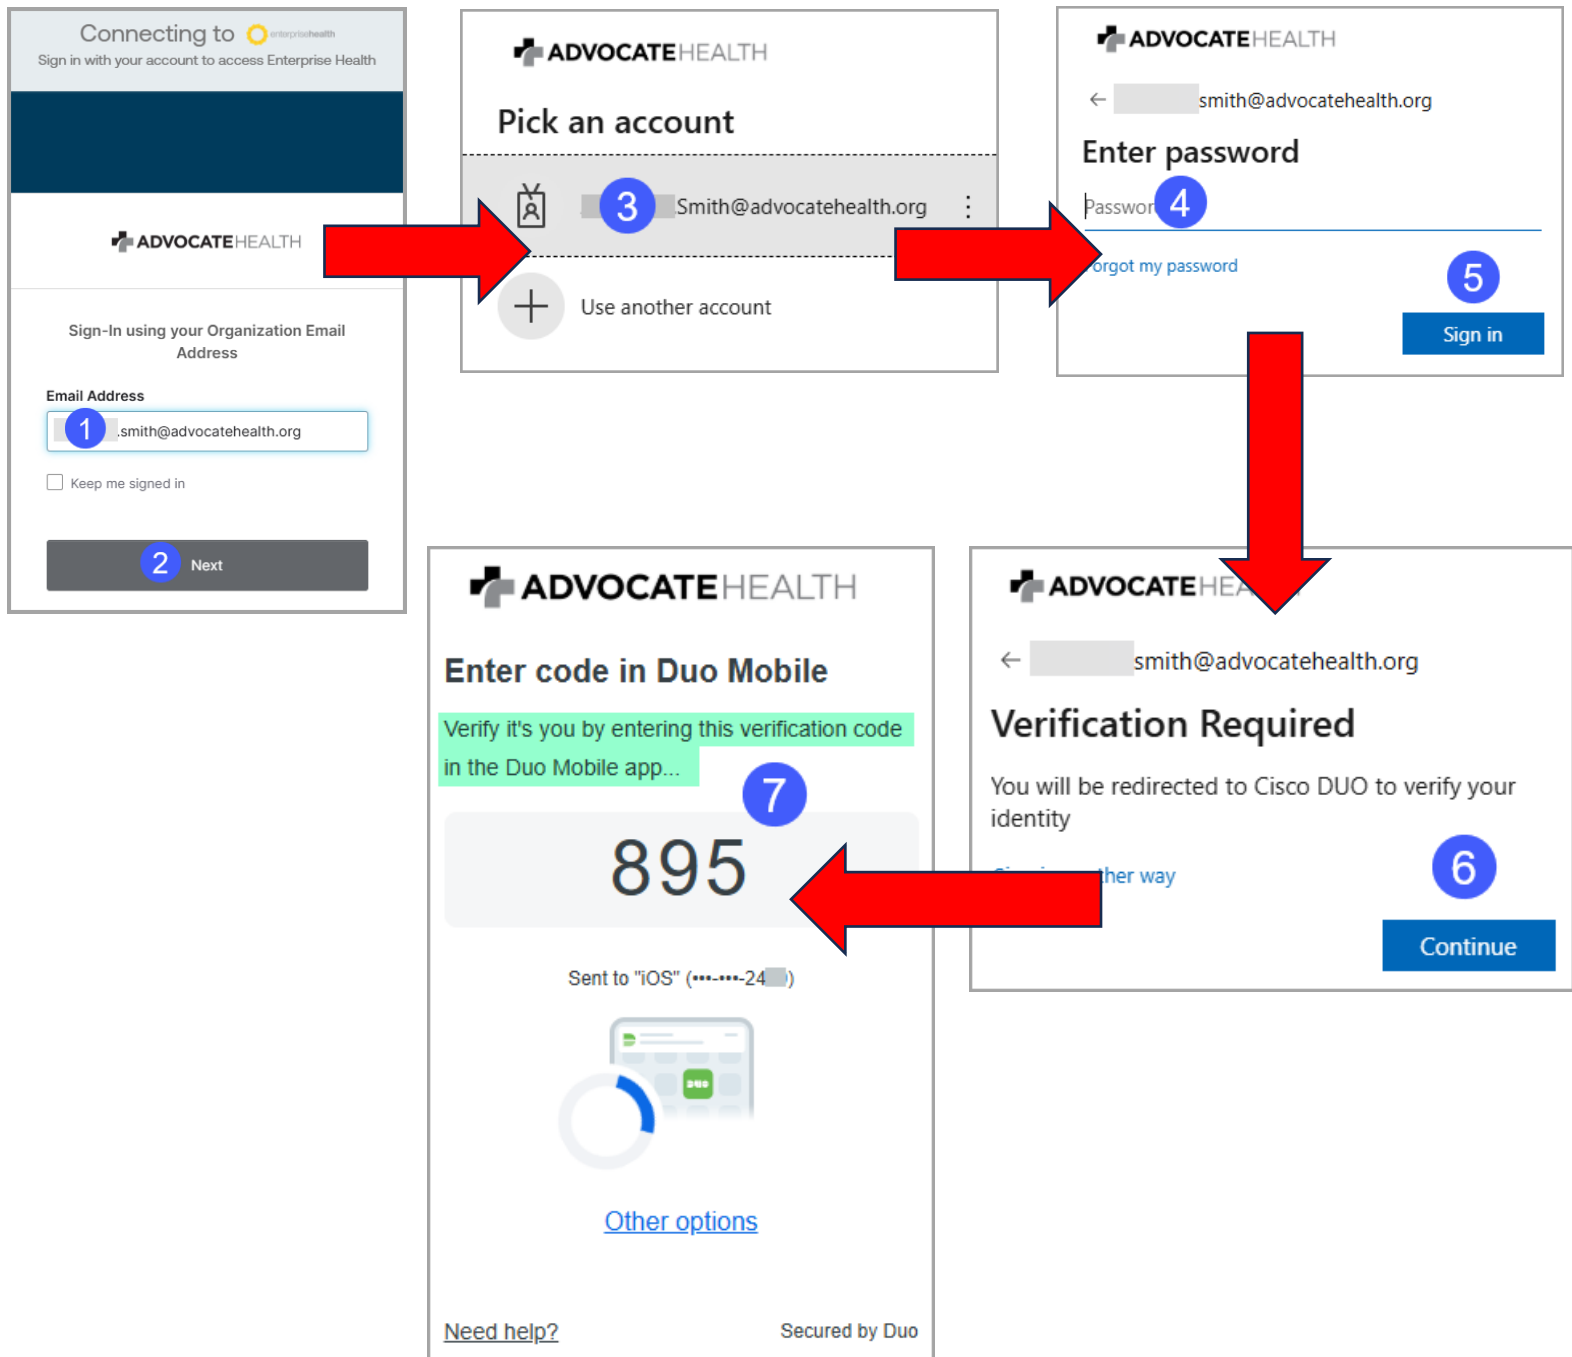 Connecting to enterprisehealth
Sign in with your account to access Enterprise Health
ADVOCATEHEALTH
Sign-In using your Organization Email
Address
Email Address
1 .smith@advocatehealth.org
Keep me signed in
2 Next
ADVOCATEHEALTH
Pick an account
3 Smith@advocatehealth.org
Use another account
ADVOCATEHEALTH
smith@advocatehealth.org
Enter password
4
Forgot my password
5
Sign in
ADVOCATE
smith@advocatehealth.org
Verification Required
You will be redirected to Cisco DUO to verify your
identity
way
6
Continue
ADVOCATEHEALTH
Enter code in Duo Mobile
Verify it's you by entering this verification code
in the Duo Mobile app...
7
895
Sent to "iOS" (•••-•••-24 )
DUO
Other options
Need help?
Secured by Duo